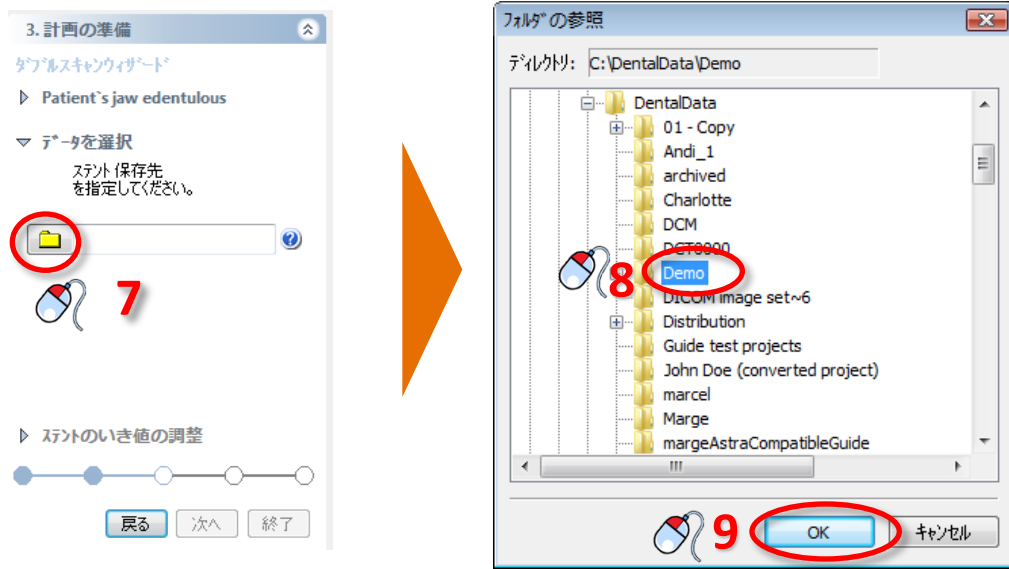 3. 計画の準備
ダブルスキャンウィザード
Patient`s jaw edentulous
データを選択
ステント 保存先
を指定してください。
7
ステントのいき値の調整
戻る
次へ
終了
フォルダの参照
ディレクトリ: C:\DentalData\Demo
DentalData
01 - Copy
Andi_1
archived
Charlotte
DCM
DCT0000
8
Demo
DICOM image set~6
Distribution
Guide test projects
John Doe (converted project)
marcel
Marge
margeAstraCompatibleGuide
9
OK
キャンセル